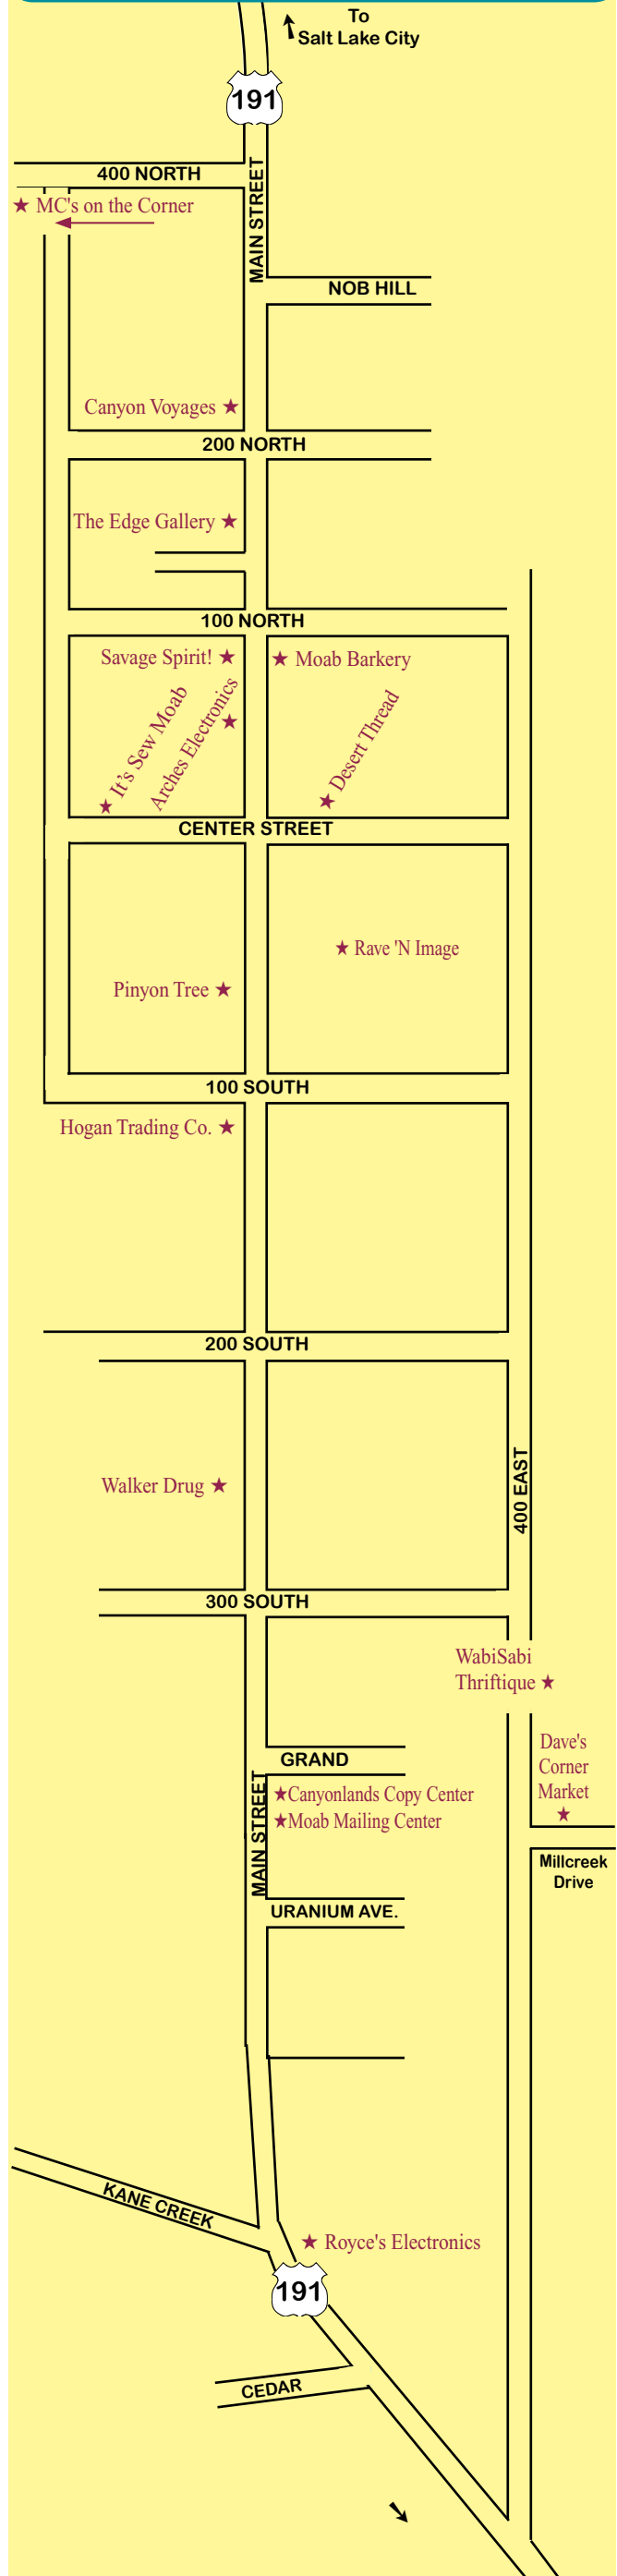 To
Salt Lake City
191
400 NORTH
MAIN STREET
★ MC's on the Corner
NOB HILL
Canyon Voyages ★
200 NORTH
The Edge Gallery ★
100 NORTH
Savage Spirit! ★
★ Moab Barkery
★ It’s Sew Moab
Arches Electronics ★
★ Desert Thread
CENTER STREET
★ Rave 'N Image
Pinyon Tree ★
100 SOUTH
Hogan Trading Co. ★
200 SOUTH
400 EAST
Walker Drug ★
300 SOUTH
WabiSabi
Thriftique ★
Dave's
Corner
Market
★
GRAND
MAIN STREET
★Canyonlands Copy Center
★Moab Mailing Center
Millcreek
Drive
URANIUM AVE.
KANE CREEK
★ Royce's Electronics
191
CEDAR